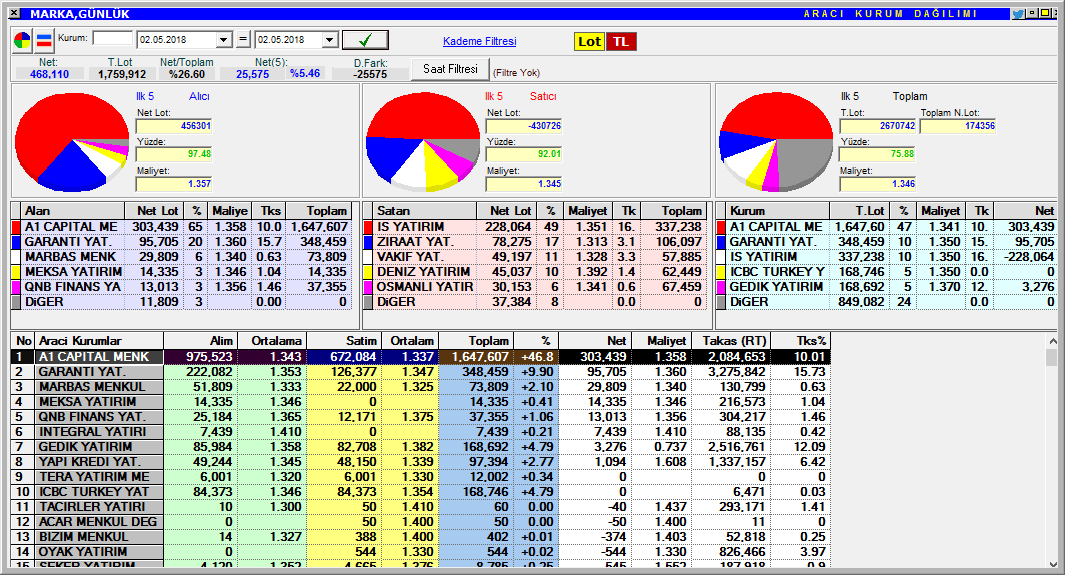 MARKA,GÜNLÜK ARACI KURUM DAĞILIMI
Kurum: 02.05.2018 = 02.05.2018 Kademe Filtresi Lot TL
Net: T.Lot Net/Toplam Net(5): D.Fark: Saat Filtresi (Filtre Yok)
468,110 1,759,912 %26.60 25,575 %5.46 -25575
Ilk 5 Alıcı Ilk 5 Satıcı Ilk 5 Toplam
Net Lot: Net Lot: T.Lot: Toplam N.Lot:
456301 -430726 2670742 174356
Yüzde: Yüzde: Yüzde:
97.48 92.01 75.88
Maliyet: Maliyet: Maliyet:
1.357 1.345 1.346
Alan Net Lot % Maliye Tks Toplam Satan Net Lot % Maliyet Tk Toplam Kurum T.Lot % Maliyet Tk Net
A1 CAPITAL ME 303,439 65 1.358 10.0 1,647,607 IS YATIRIM 228,064 49 1.351 16. 337,238 A1 CAPITAL ME 1,647,60 47 1.341 10. 303,439
GARANTI YAT. 95,705 20 1.360 15.7 348,459 ZIRAAT YAT. 78,275 17 1.313 3.1 106,097 GARANTI YAT. 348,459 10 1.350 15. 95,705
MARBAS MENK 29,809 6 1.340 0.63 73,809 VAKIF YAT. 49,197 11 1.328 3.3 57,885 IS YATIRIM 337,238 10 1.350 16. -228,064
MEKSA YATIRIM 14,335 3 1.346 1.04 14,335 DENIZ YATIRIM 45,037 10 1.392 1.4 62,449 ICBC TURKEY Y 168,746 5 1.350 0.0 0
QNB FINANS YA 13,013 3 1.356 1.46 37,355 OSMANLI YATIR 30,153 6 1.341 0.6 67,459 GEDIK YATIRIM 168,692 5 1.370 12. 3,276
DiGER 11,809 3 0.00 0 DiGER 37,384 8 0.0 0 DiGER 849,082 24 0.0 0
No Araci Kurumlar Alim Ortalama Satim Ortalam Toplam % Net Maliyet Takas (RT) Tks%
1 A1 CAPITAL MENK 975,523 1.343 672,084 1.337 1,647,607 +46.8 303,439 1.358 2,084,653 10.01
2 GARANTI YAT. 222,082 1.353 126,377 1.347 348,459 +9.90 95,705 1.360 3,275,842 15.73
3 MARBAS MENKUL 51,809 1.333 22,000 1.325 73,809 +2.10 29,809 1.340 130,799 0.63
4 MEKSA YATIRIM 14,335 1.346 0 14,335 +0.41 14,335 1.346 216,573 1.04
5 QNB FINANS YAT. 25,184 1.365 12,171 1.375 37,355 +1.06 13,013 1.356 304,217 1.46
6 INTEGRAL YATIRI 7,439 1.410 0 7,439 +0.21 7,439 1.410 88,135 0.42
7 GEDIK YATIRIM 85,984 1.358 82,708 1.382 168,692 +4.79 3,276 0.737 2,516,761 12.09
8 YAPI KREDI YAT. 49,244 1.345 48,150 1.339 97,394 +2.77 1,094 1.608 1,337,157 6.42
9 TERA YATIRIM ME 6,001 1.320 6,001 1.330 12,002 +0.34 0 0 0
10 ICBC TURKEY YAT 84,373 1.346 84,373 1.354 168,746 +4.79 0 6,471 0.03
11 TACIRLER YATIRI 10 1.300 50 1.410 60 0.00 -40 1.437 293,171 1.41
12 ACAR MENKUL DEG 0 50 1.400 50 0.00 -50 1.400 11 0
13 BIZIM MENKUL 14 1.327 388 1.400 402 +0.01 -374 1.403 52,818 0.25
14 OYAK YATIRIM 0 544 1.330 544 +0.02 -544 1.330 826,466 3.97
15 SEKER YATIRIM 4,120 1.352 4,665 1.376 8,785 +0.25 -545 1.552 187,918 0.9